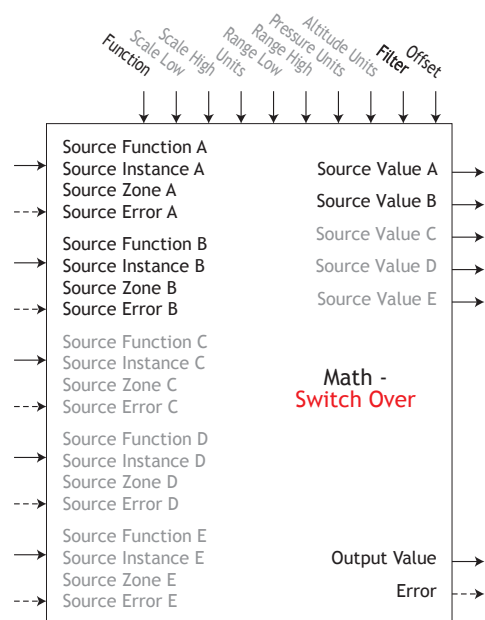 Function
Scale Low
Scale High
Units
Range Low
Range High
Pressure Units
Altitude Units
Filter
Offset
Source Function A
Source Instance A
Source Zone A
Source Error A
Source Function B
Source Instance B
Source Zone B
Source Error B
Source Function C
Source Instance C
Source Zone C
Source Error C
Source Function D
Source Instance D
Source Zone D
Source Error D
Source Function E
Source Instance E
Source Zone E
Source Error E
Source Value A
Source Value B
Source Value C
Source Value D
Source Value E
Math -
Switch Over
Output Value
Error